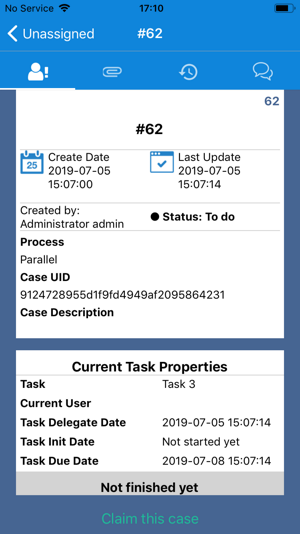 No Service 17:10
Unassigned #62
62
#62
25
Create Date
2019-07-05
15:07:00
Last Update
2019-07-05
15:07:14
Created by:
Administrator admin
Status: To do
Process
Parallel
Case UID
9124728955d1f9fd4949af2095864231
Case Description
Current Task Properties
Task Task 3
Current User
Task Delegate Date 2019-07-05 15:07:14
Task Init Date Not started yet
Task Due Date 2019-07-08 15:07:14
Not finished yet
Claim this case